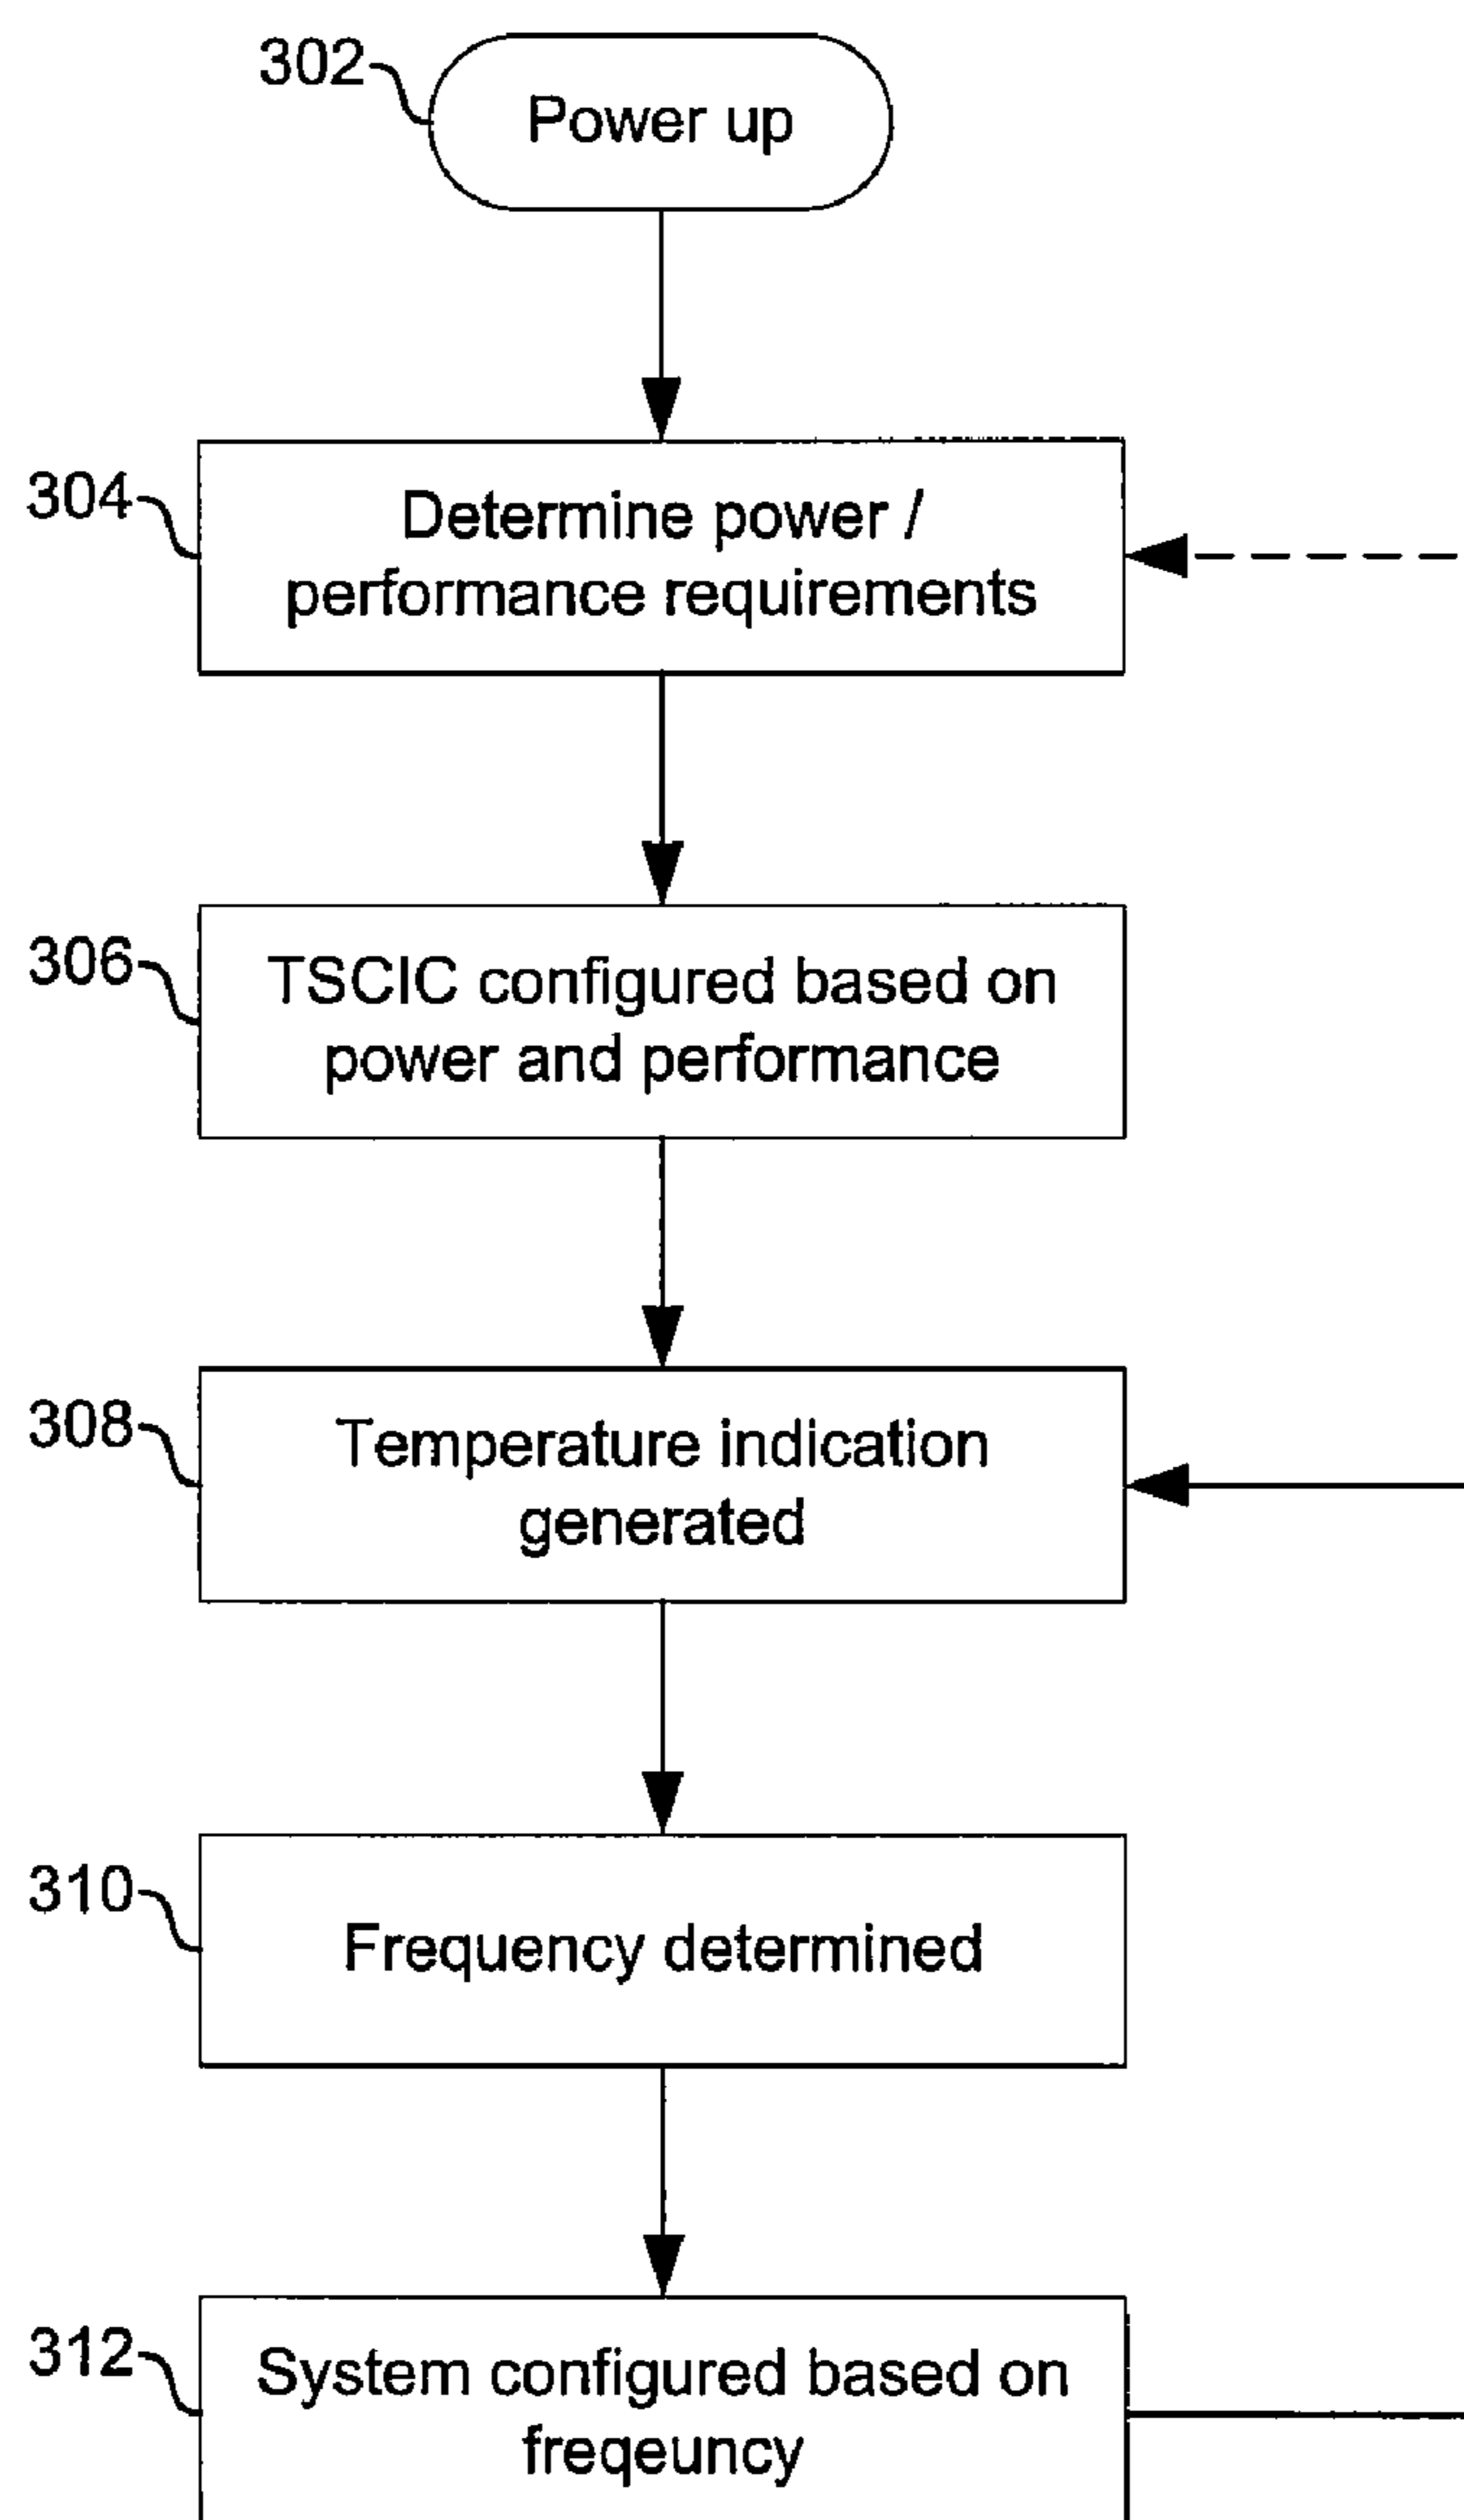 302
Power up
304
Determine power /
performance requirements
306
TSCIC configured based on
power and performance
308
Temperature indication
generated
310
Frequency determined
312
System configured based on
freqeuncy